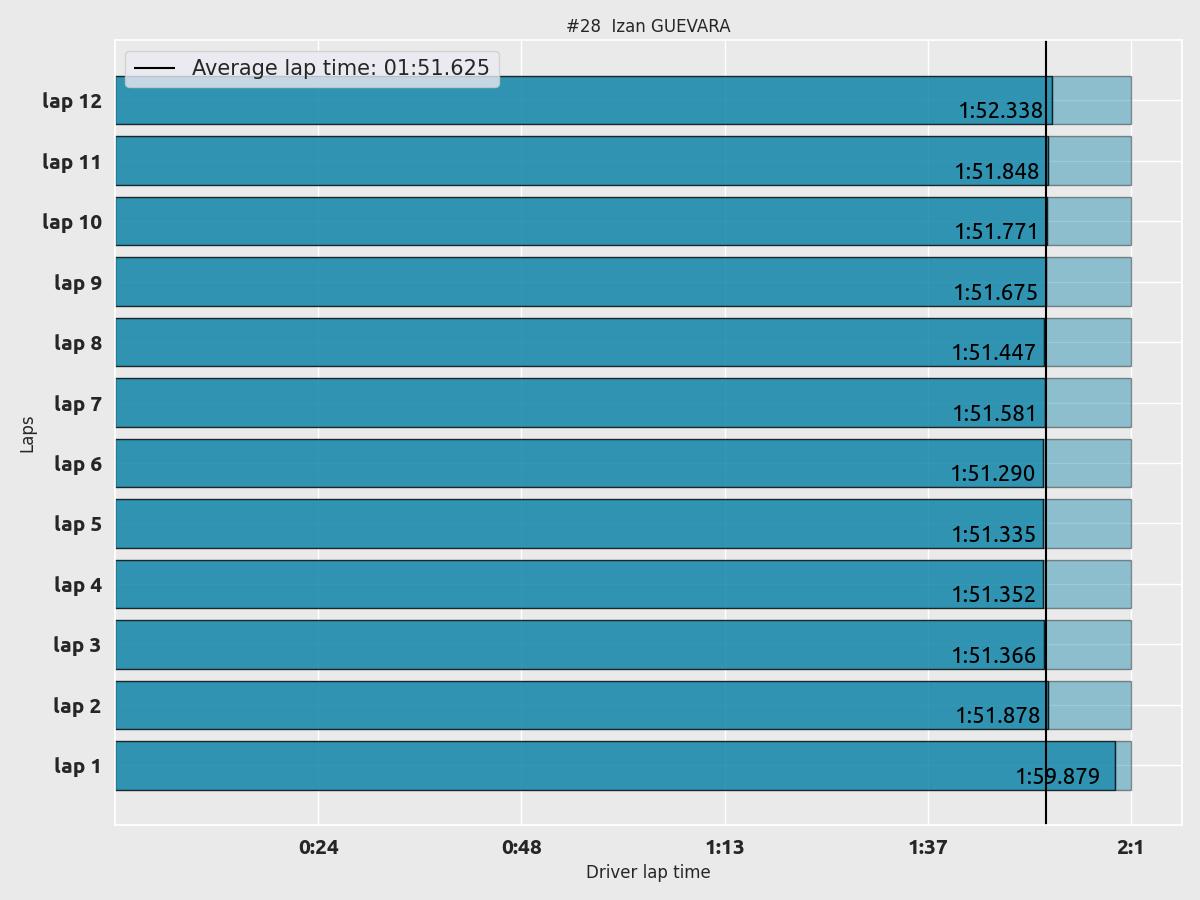 #28 Izan GUEVARA
Average lap time: 01:51.625
lap 12
1:52.338
lap 11
1:51.848
lap 10
1:51.771
lap 9
1:51.675
lap 8
1:51.447
lap 7
1:51.581
lap 6
1:51.290
lap 5
1:51.335
lap 4
1:51.352
lap 3
1:51.366
lap 2
1:51.878
lap 1
1:59.879
Laps
0:24 0:48 1:13 1:37 2:1
Driver lap time